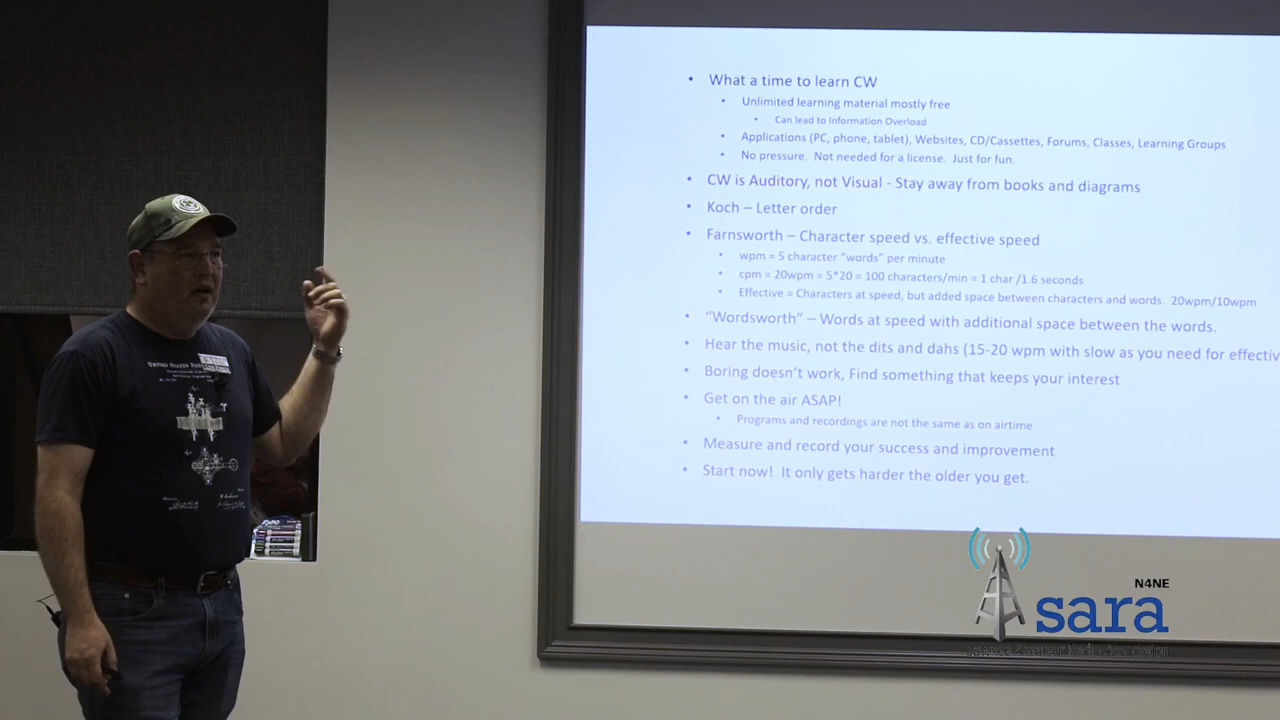 What a time to learn CW
Unlimited learning material mostly free
Can lead to Information Overload
Applications (PC, phone, tablet), Websites, CD/Cassettes, Forums, Classes, Learning Groups
No pressure. Not needed for a license. Just for fun.
CW is Auditory, not Visual - Stay away from books and diagrams
Koch – Letter order
Farnsworth – Character speed vs. effective speed
wpm = 5 character "words" per minute
cpm = 20wpm = 5*20 = 100 characters/min = 1 char /1.6 seconds
Effective = Characters at speed, but added space between characters and words. 20wpm/10wpm
"Wordsworth" – Words at speed with additional space between the words.
Hear the music, not the dits and dahs (15-20 wpm with slow as you need for effectiv
Boring doesn't work, Find something that keeps your interest
Get on the air ASAP!
Programs and recordings are not the same as on airtime
Measure and record your success and improvement
Start now! It only gets harder the older you get.
United States Patent
EXPO
N4NE
sara
Amateur Radio Association